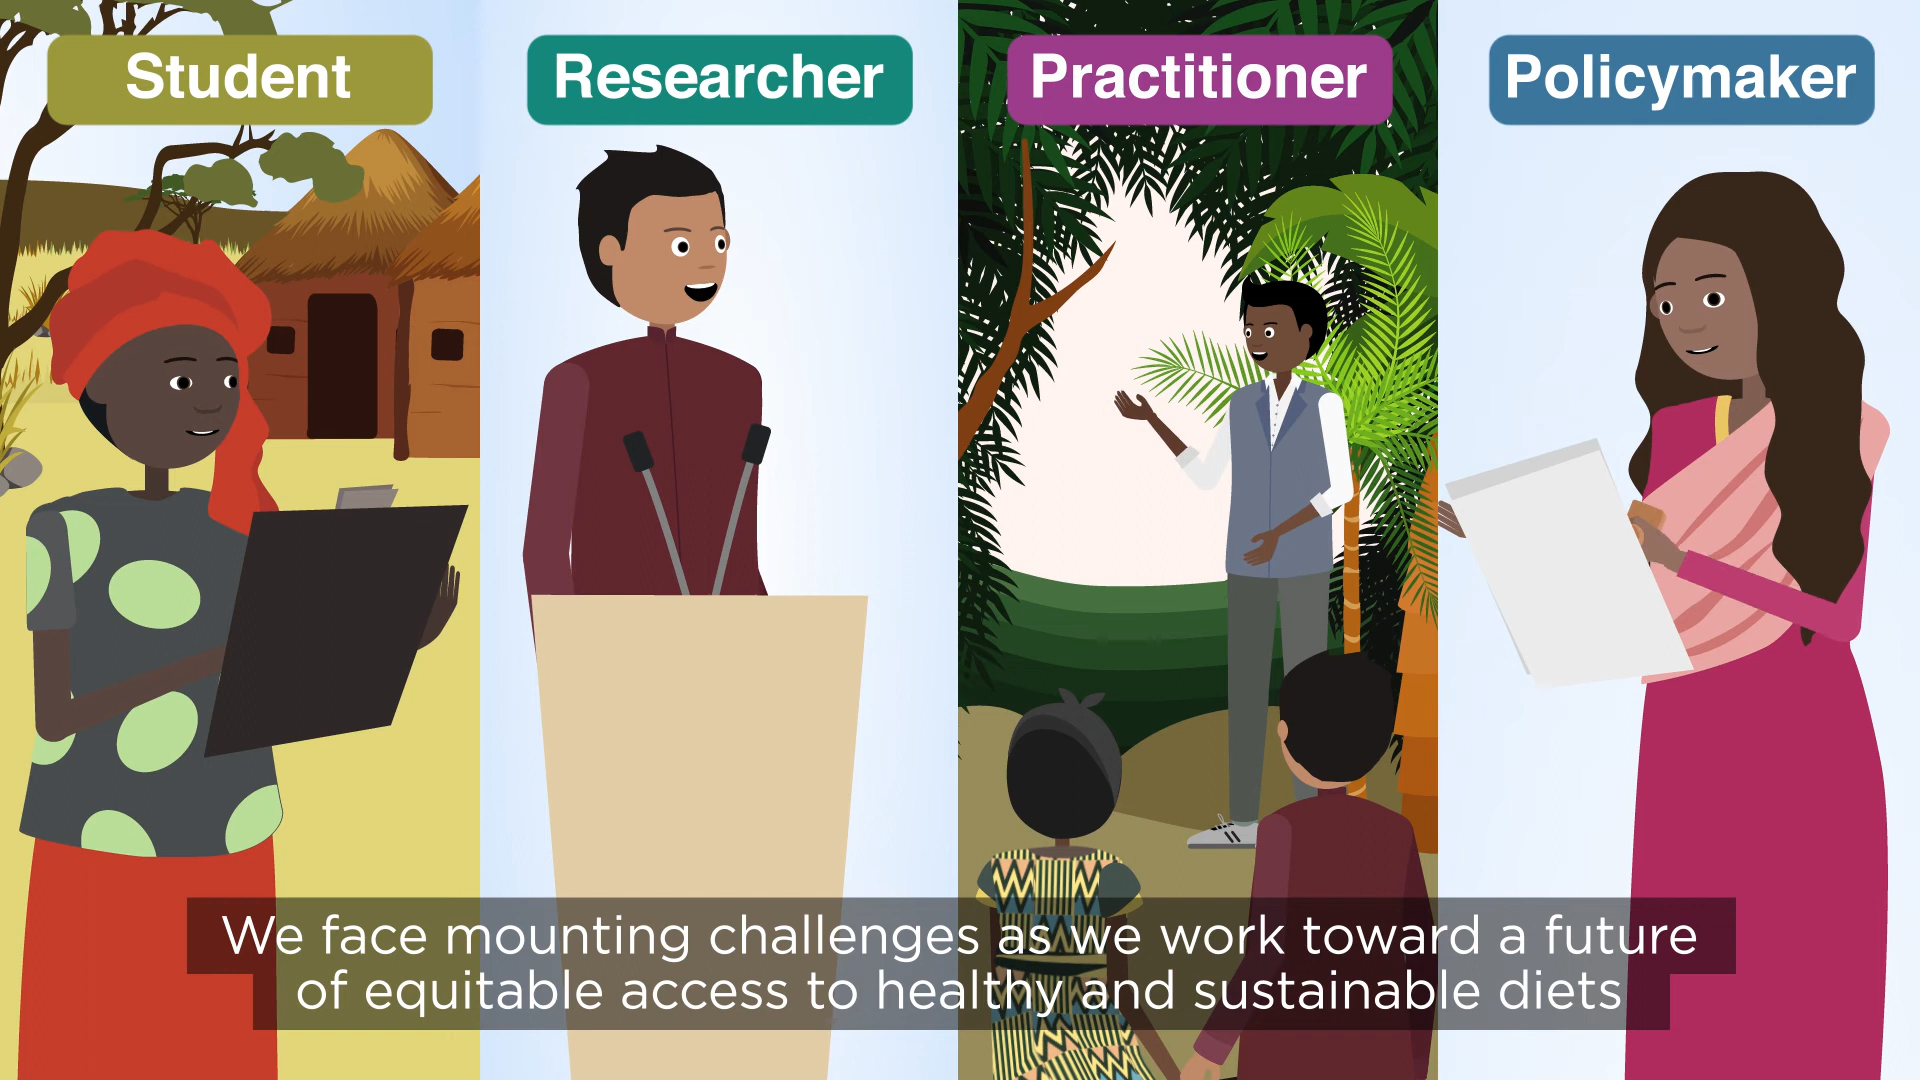 Student
Researcher
Practitioner
Policymaker
We face mounting challenges as we work toward a future
of equitable access to healthy and sustainable diets